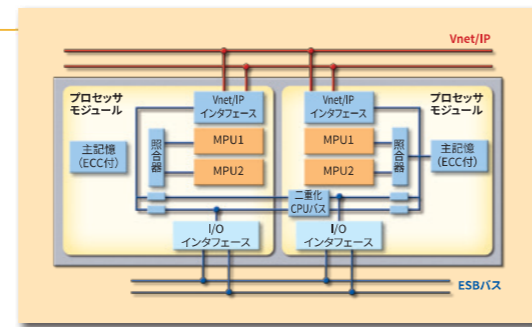 Vnet/IP
プロセッサ
モジュール
Vnet/IP
インタフェース
主記憶
(ECC付)
照合器
MPU1
MPU2
I/O
インタフェース
二重化
CPUバス
プロセッサ
モジュール
Vnet/IP
インタフェース
MPU1
MPU2
照合器
主記憶
(ECC付)
I/O
インタフェース
ESBバス